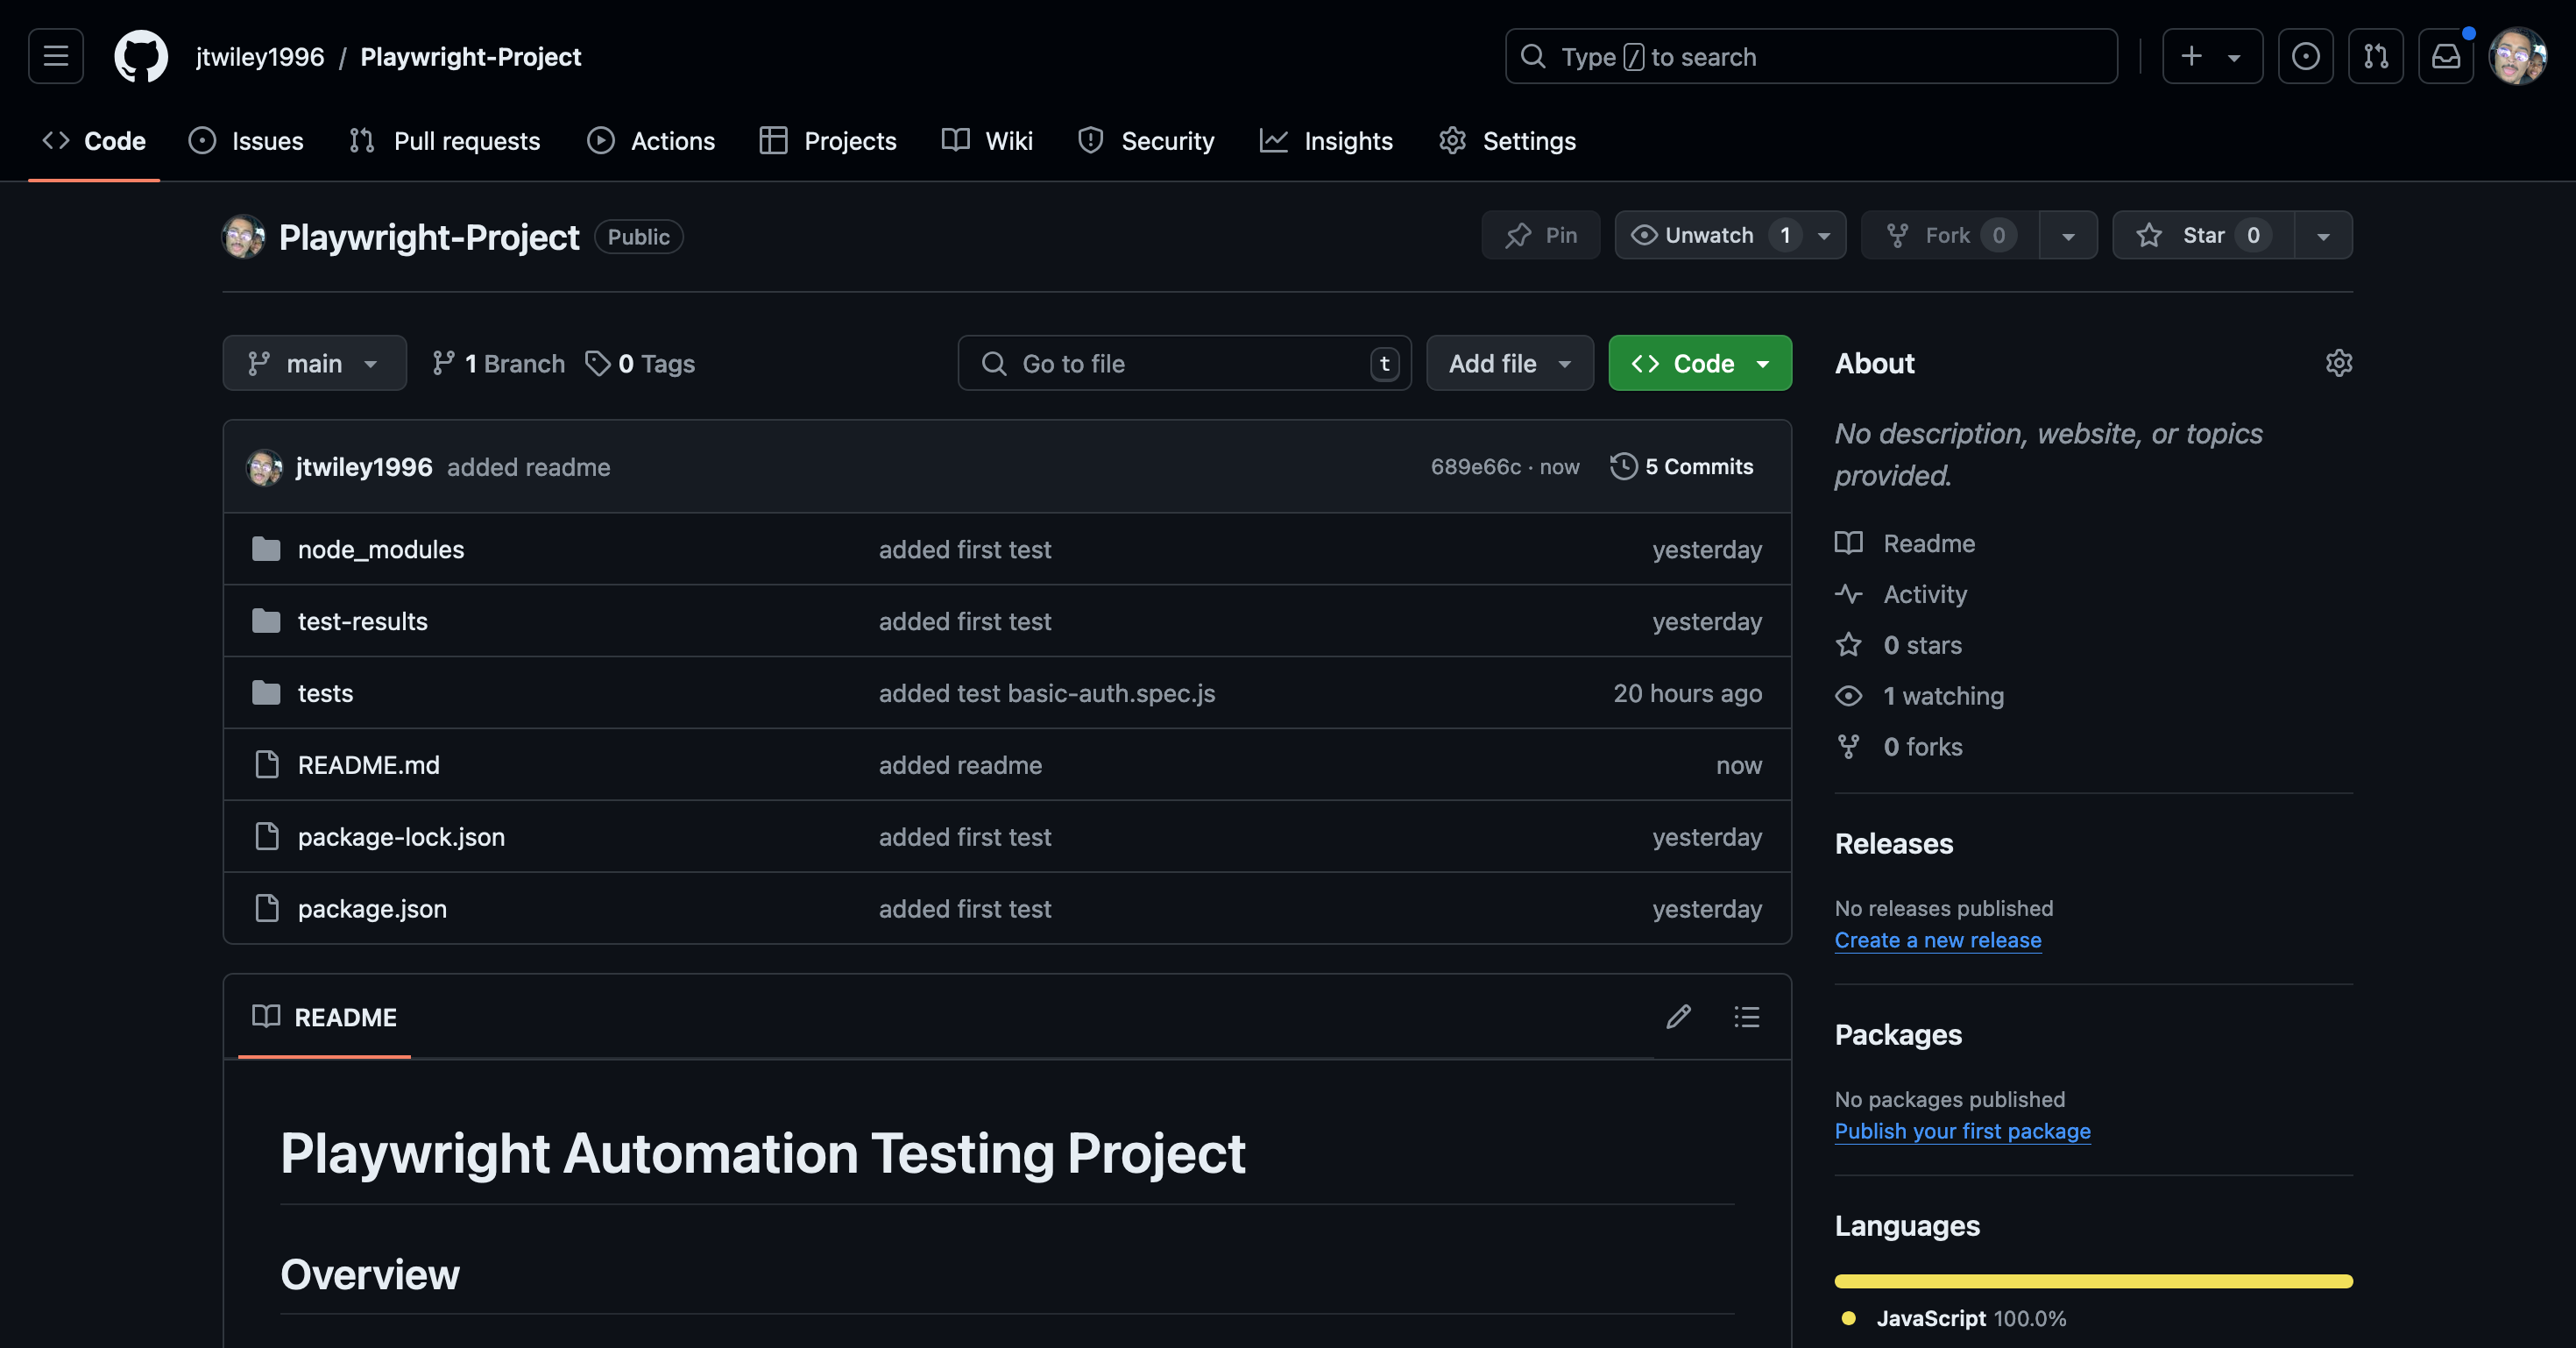 jtwiley1996 / Playwright-Project
Type / to search
Code Issues Pull requests Actions Projects Wiki Security Insights Settings
Playwright-Project Public
Pin Unwatch 1 Fork 0 Star 0
main 1 Branch 0 Tags Go to file t Add file Code
jtwiley1996 added readme 689e66c · now 5 Commits
node_modules added first test yesterday
test-results added first test yesterday
tests added test basic-auth.spec.js 20 hours ago
README.md added readme now
package-lock.json added first test yesterday
package.json added first test yesterday
README
Playwright Automation Testing Project
Overview
About
No description, website, or topics
provided.
Readme
Activity
0 stars
1 watching
0 forks
Releases
No releases published
Create a new release
Packages
No packages published
Publish your first package
Languages
JavaScript 100.0%